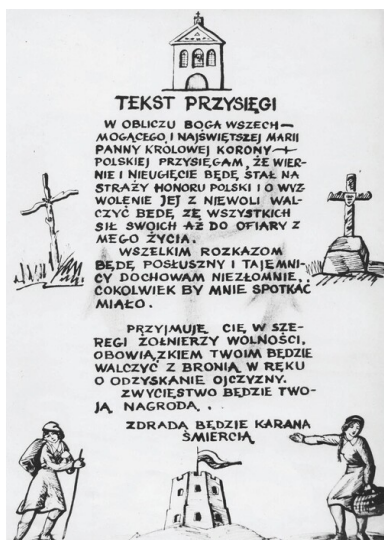 TEKST PRZYSIĘGI
W OBLICZU BOGA WSZECH-
MOGĄCEGO I NAJŚWIĘTSZEJ MARII
PANNY KRÓLOWEJ KORONY
POLSKIEJ PRZYSIĘGAM, ŻE WIER-
NIE I NIEUGIĘCIE BĘDĘ STAŁ NA
STRAŻY HONORU POLSKI I O WYZ-
WOLENIE JEJ Z NIEWOLI WAL-
CZYĆ BĘDĘ ZE WSZYSTKICH
SIŁ SWOICH AŻ DO OFIARY Z
MEGO ŻYCIA.
WSZELKIM ROZKAZOM
BĘDĘ POSŁUSZNY I TAJEMNI-
CY DOCHOWAM NIEZŁOMNIE,
COKOLWIEK BY MNIE SPOTKAĆ
MIAŁO.
PRZYJMUJĘ CIĘ W SZE-
REGI ŻOŁNIERZY WOLNOŚCI,
OBOWIĄZKIEM TWOIM BĘDZIE
WALCZYĆ Z BRONIĄ W RĘKU
O ODZYSKANIE OJCZYZNY.
ZWYCIĘSTWO BĘDZIE TWO-
JĄ NAGRODĄ.
ZDRADA BĘDZIE KARANA
ŚMIERCIĄ